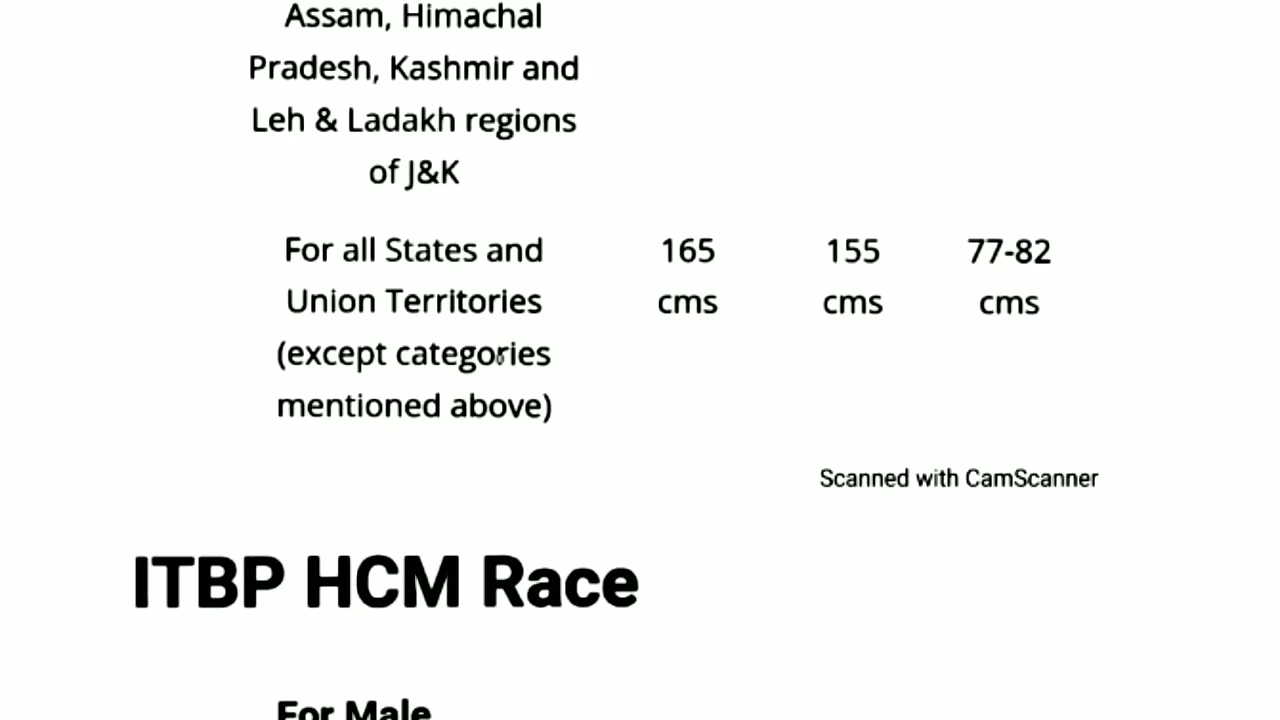 Assam, Himachal
Pradesh, Kashmir and
Leh & Ladakh regions
of J&K
For all States and 165 155 77-82
Union Territories cms cms cms
(except categories
mentioned above)
Scanned with CamScanner
ITBP HCM Race
For Male